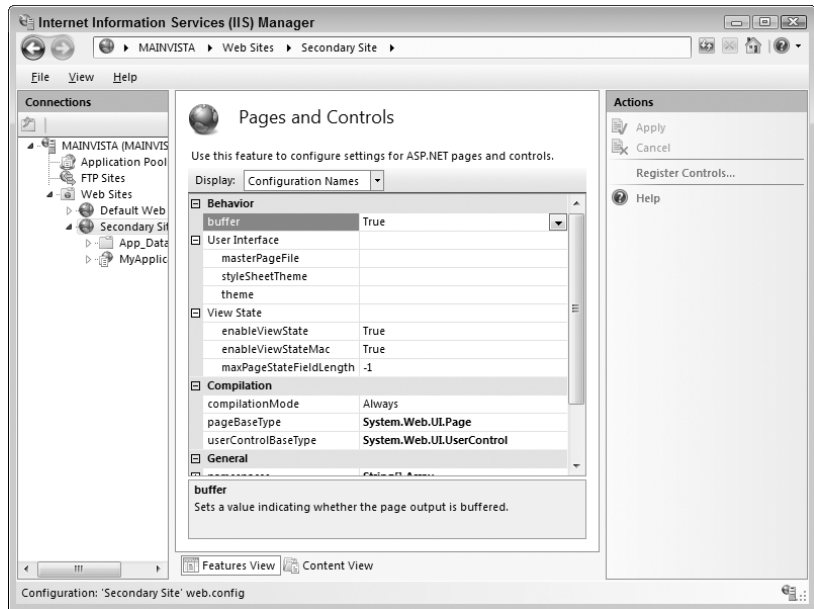 Internet Information Services (IIS) Manager
MAINVISTA Web Sites Secondary Site
File View Help
Connections
MAINVISTA (MAINVIS
Application Pool
FTP Sites
Web Sites
Default Web
Secondary Sit
App_Data
MyApplic
Pages and Controls
Use this feature to configure settings for ASP.NET pages and controls.
Display: Configuration Names
Behavior
buffer True
User Interface
masterPageFile
styleSheetTheme
theme
View State
enableViewState True
enableViewStateMac True
maxPageStateFieldLength -1
Compilation
compilationMode Always
pageBaseType System.Web.UI.Page
userControlBaseType System.Web.UI.UserControl
General
namespaces String[] Array
buffer
Sets a value indicating whether the page output is buffered.
Features View Content View
Actions
Apply
Cancel
Register Controls...
Help
Configuration: 'Secondary Site' web.config